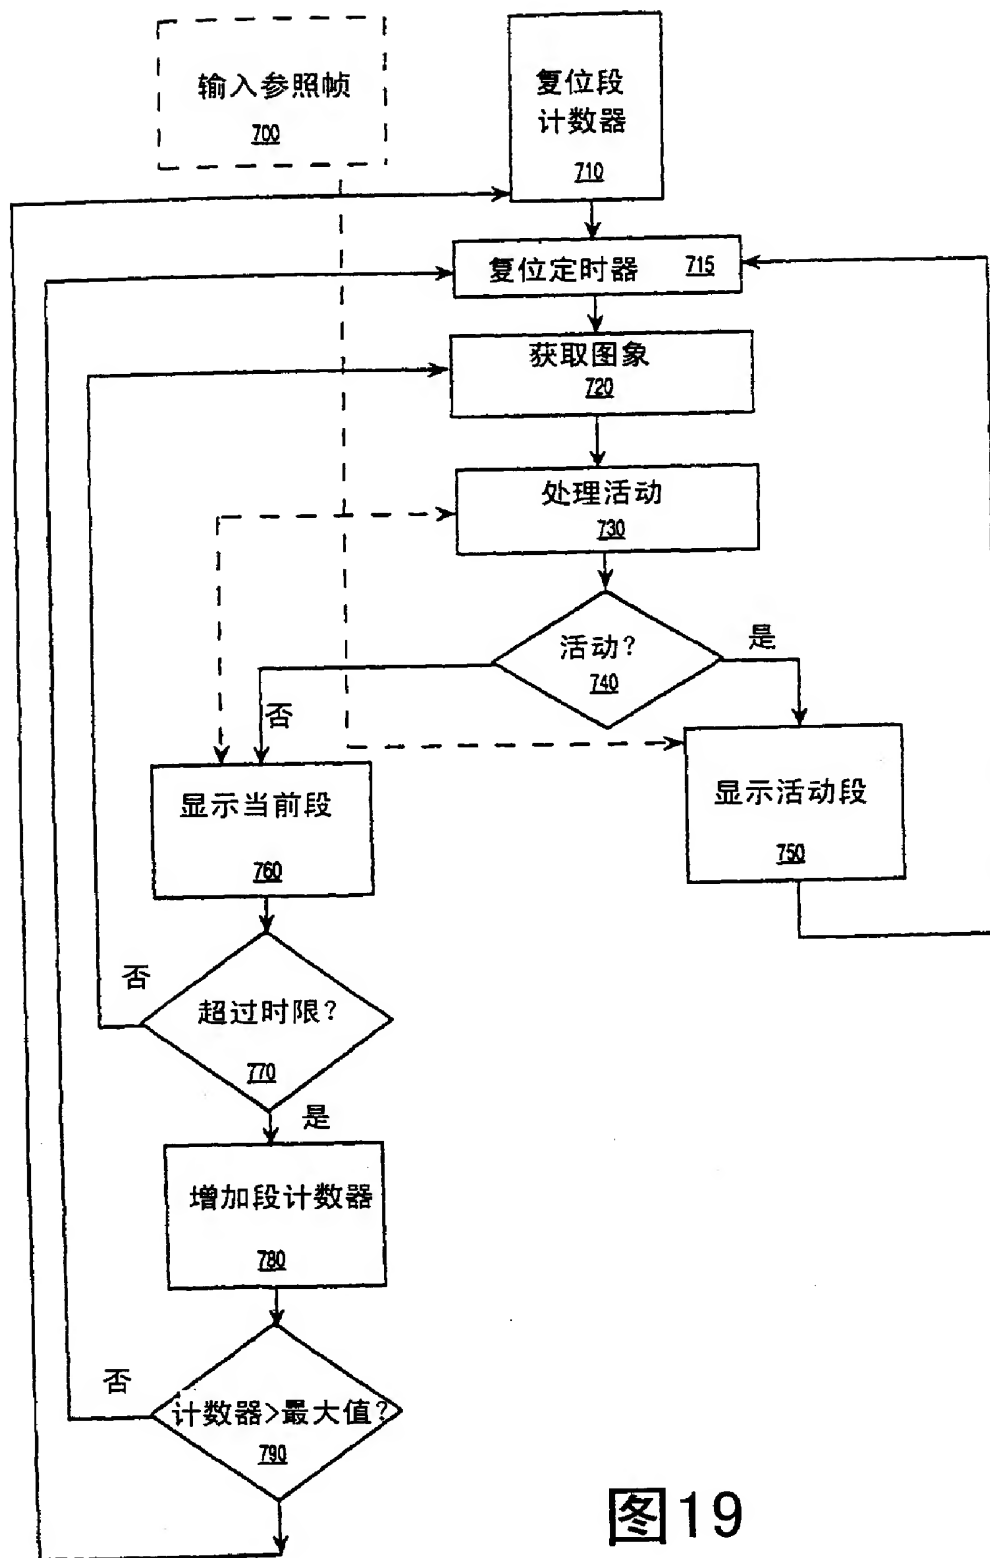 输入参照帧
700
复位段
计数器
710
复位定时器 715
获取图象
720
处理活动
730
活动?
740
是
否
显示当前段
760
显示活动段
750
否
超过时限?
770
是
增加段计数器
780
否
计数器>最大值?
790
图19